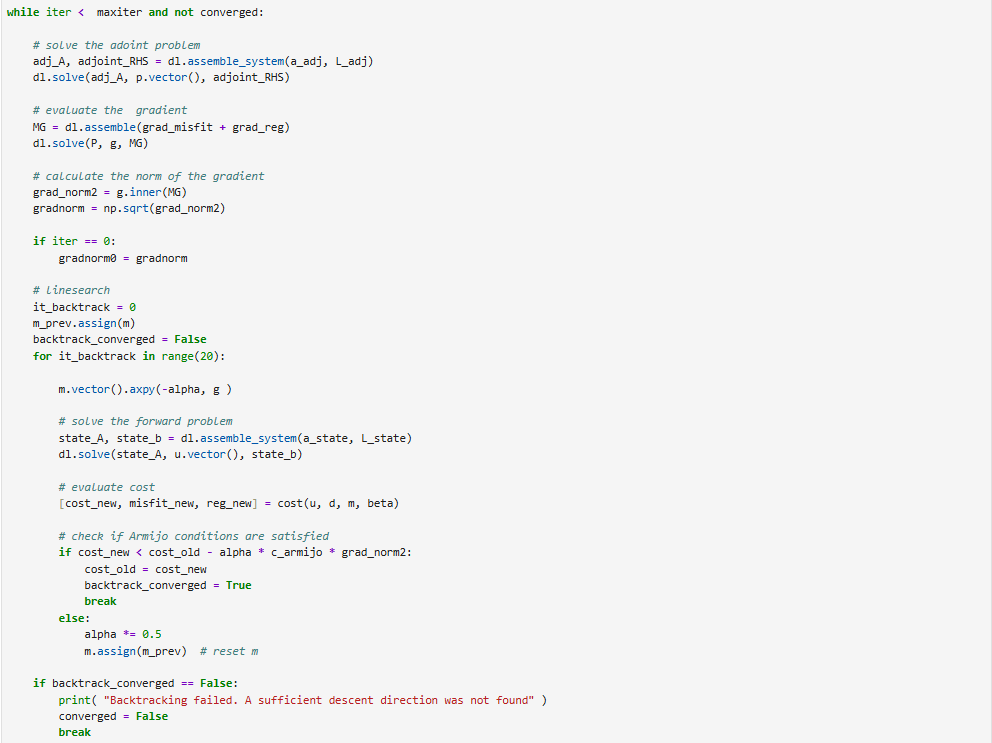 while iter <  maxiter and not converged:
    # solve the adoint problem
    adj_A, adjoint_RHS = dl.assemble_system(a_adj, L_adj)
    dl.solve(adj_A, p.vector(), adjoint_RHS)
    # evaluate the  gradient
    MG = dl.assemble(grad_misfit + grad_reg)
    dl.solve(P, g, MG)
    # calculate the norm of the gradient
    grad_norm2 = g.inner(MG)
    gradnorm = np.sqrt(grad_norm2)
    if iter == 0:
        gradnorm0 = gradnorm
    # linesearch
    it_backtrack = 0
    m_prev.assign(m)
    backtrack_converged = False
    for it_backtrack in range(20):
        m.vector().axpy(-alpha, g )
        # solve the forward problem
        state_A, state_b = dl.assemble_system(a_state, L_state)
        dl.solve(state_A, u.vector(), state_b)
        # evaluate cost
        [cost_new, misfit_new, reg_new] = cost(u, d, m, beta)
        # check if Armijo conditions are satisfied
        if cost_new < cost_old - alpha * c_armijo * grad_norm2:
            cost_old = cost_new
            backtrack_converged = True
            break
        else:
            alpha *= 0.5
            m.assign(m_prev)  # reset m
    if backtrack_converged == False:
        print( "Backtracking failed. A sufficient descent direction was not found" )
        converged = False
        break